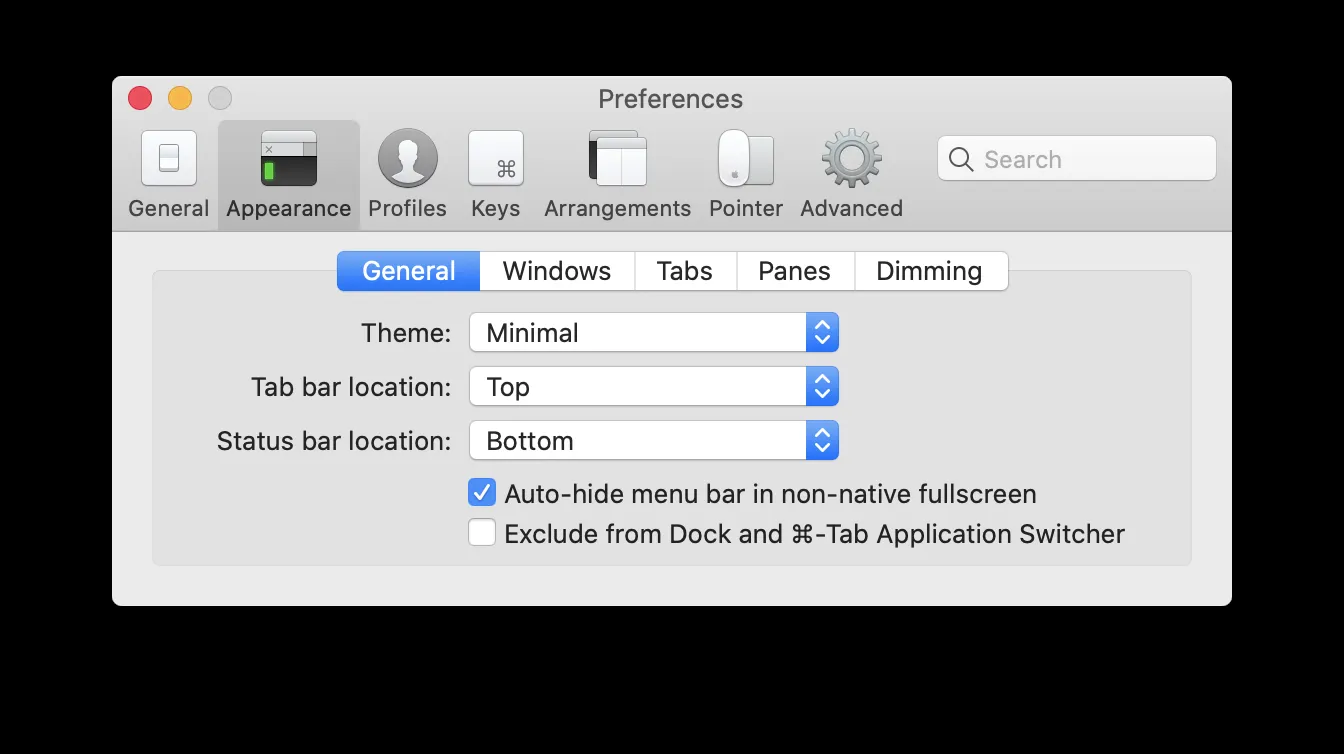 Preferences
General Appearance Profiles Keys Arrangements Pointer Advanced Search
General Windows Tabs Panes Dimming
Theme: Minimal
Tab bar location: Top
Status bar location: Bottom
Auto-hide menu bar in non-native fullscreen
Exclude from Dock and ⌘-Tab Application Switcher